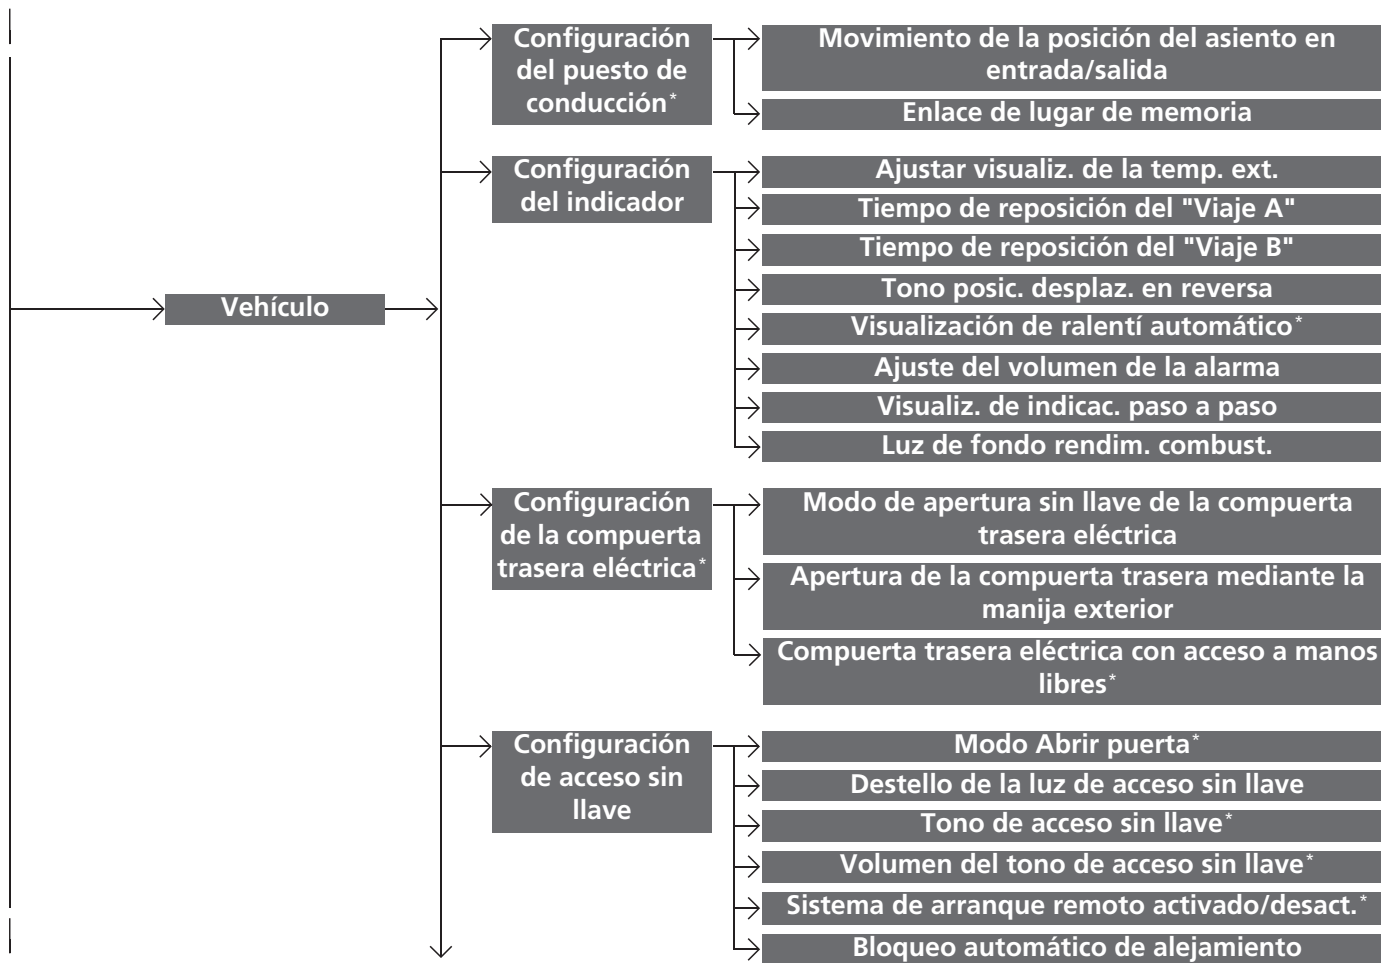 Vehículo
Configuración
del puesto de
conducción*
Movimiento de la posición del asiento en
entrada/salida
Enlace de lugar de memoria
Configuración
del indicador
Ajustar visualiz. de la temp. ext.
Tiempo de reposición del "Viaje A"
Tiempo de reposición del "Viaje B"
Tono posic. desplaz. en reversa
Visualización de ralentí automático*
Ajuste del volumen de la alarma
Visualiz. de indicac. paso a paso
Luz de fondo rendim. combust.
Configuración
de la compuerta
trasera eléctrica*
Modo de apertura sin llave de la compuerta
trasera eléctrica
Apertura de la compuerta trasera mediante la
manija exterior
Compuerta trasera eléctrica con acceso a manos
libres*
Configuración
de acceso sin
llave
Modo Abrir puerta*
Destello de la luz de acceso sin llave
Tono de acceso sin llave*
Volumen del tono de acceso sin llave*
Sistema de arranque remoto activado/desact.*
Bloqueo automático de alejamiento